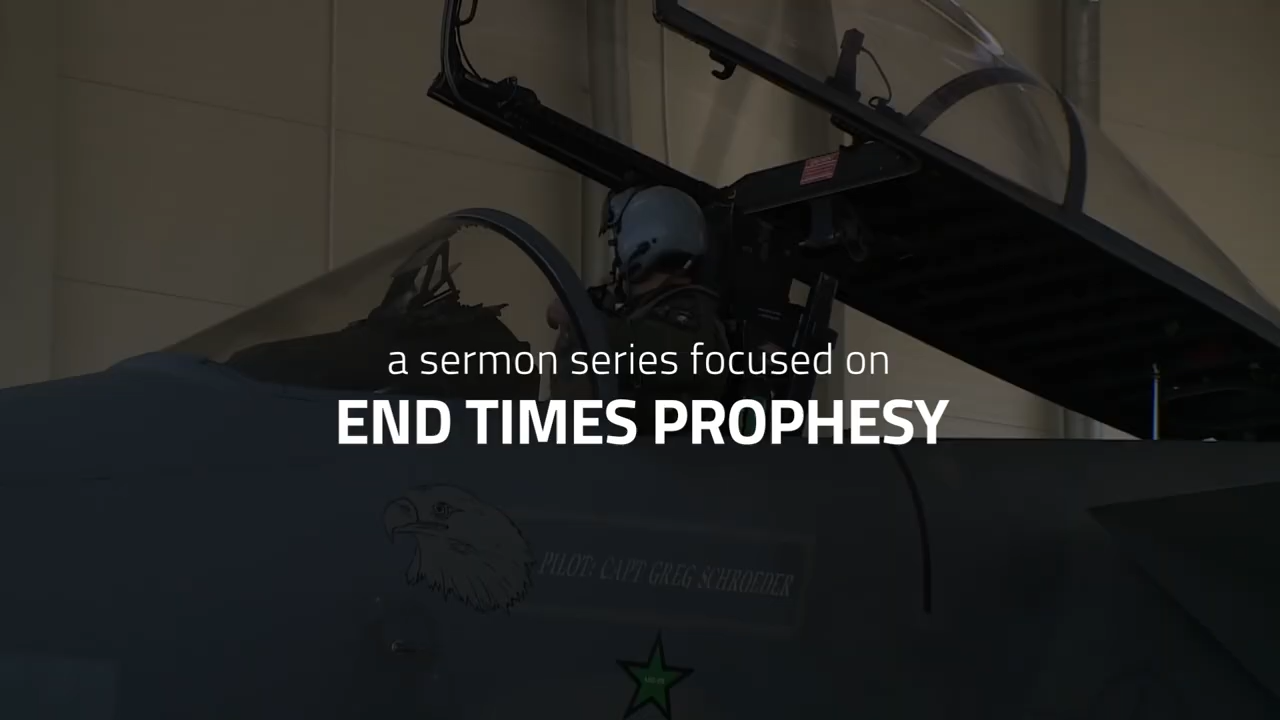 a sermon series focused on
END TIMES PROPHESY
PILOT: CAPT GREG SCHROEDER